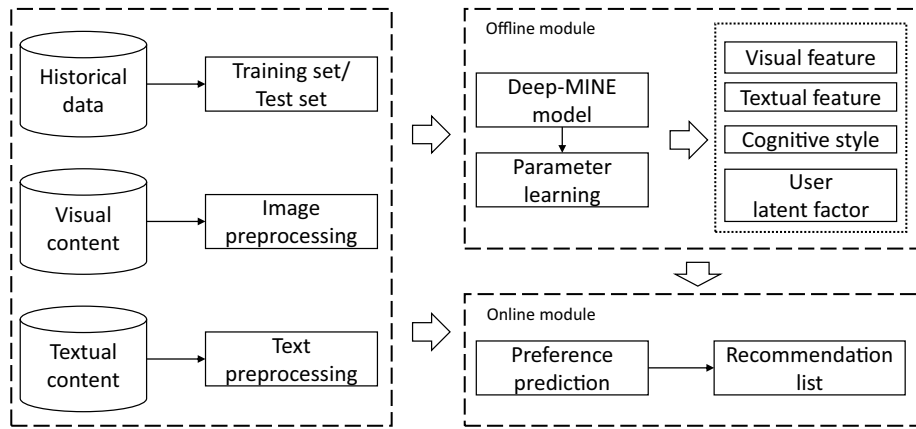 Historical
data
Training set/
Test set
Visual
content
Image
preprocessing
Textual
content
Text
preprocessing
Offline module
Deep-MINE
model
Parameter
learning
Visual feature
Textual feature
Cognitive style
User
latent factor
Online module
Preference
prediction
Recommendation
list